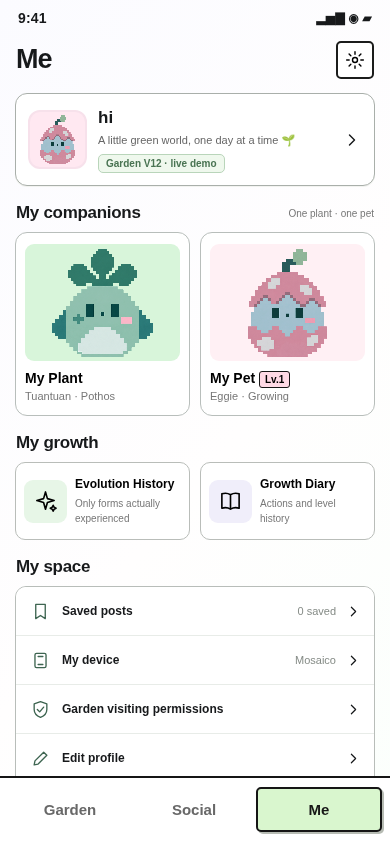 9:41
Me
hi
A little green world, one day at a time 🌱
Garden V12 · live demo
My companions
One plant · one pet
My Plant
Tuantuan · Pothos
My Pet Lv.1
Eggie · Growing
My growth
Evolution History
Only forms actually
experienced
Growth Diary
Actions and level
history
My space
Saved posts 0 saved
My device Mosaico
Garden visiting permissions
Edit profile
Garden Social Me